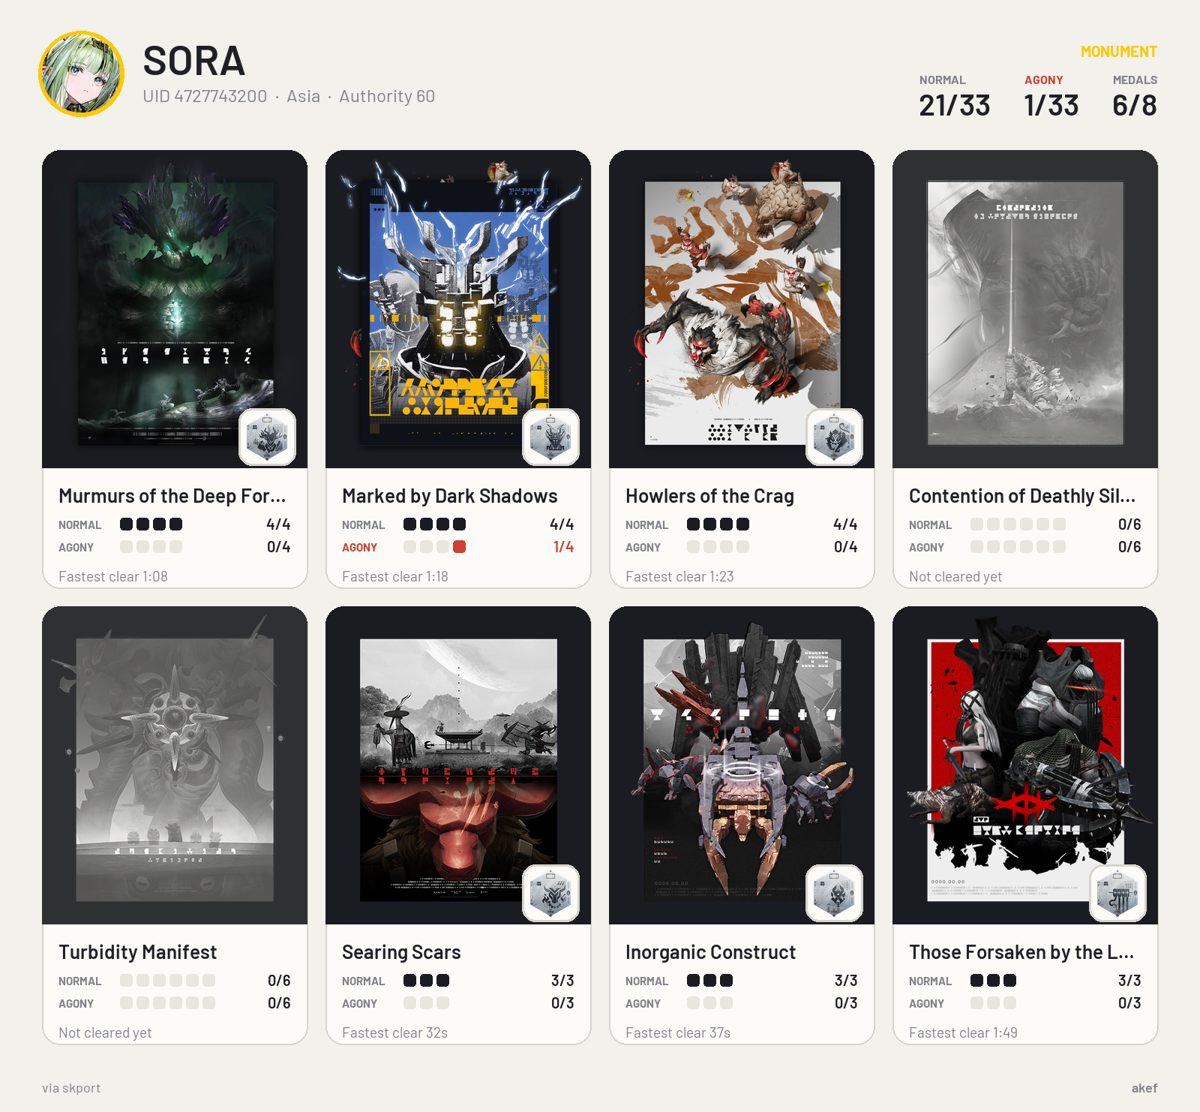 SORA
UID 4727743200 · Asia · Authority 60
MONUMENT
NORMAL AGONY MEDALS
21/33 1/33 6/8
Murmurs of the Deep For...
NORMAL 4/4
AGONY 0/4
Fastest clear 1:08
Marked by Dark Shadows
NORMAL 4/4
AGONY 1/4
Fastest clear 1:18
Howlers of the Crag
NORMAL 4/4
AGONY 0/4
Fastest clear 1:23
Contention of Deathly Sil...
NORMAL 0/6
AGONY 0/6
Not cleared yet
Turbidity Manifest
NORMAL 0/6
AGONY 0/6
Not cleared yet
Searing Scars
NORMAL 3/3
AGONY 0/3
Fastest clear 32s
Inorganic Construct
NORMAL 3/3
AGONY 0/3
Fastest clear 37s
Those Forsaken by the L...
NORMAL 3/3
AGONY 0/3
Fastest clear 1:49
via skport
akef